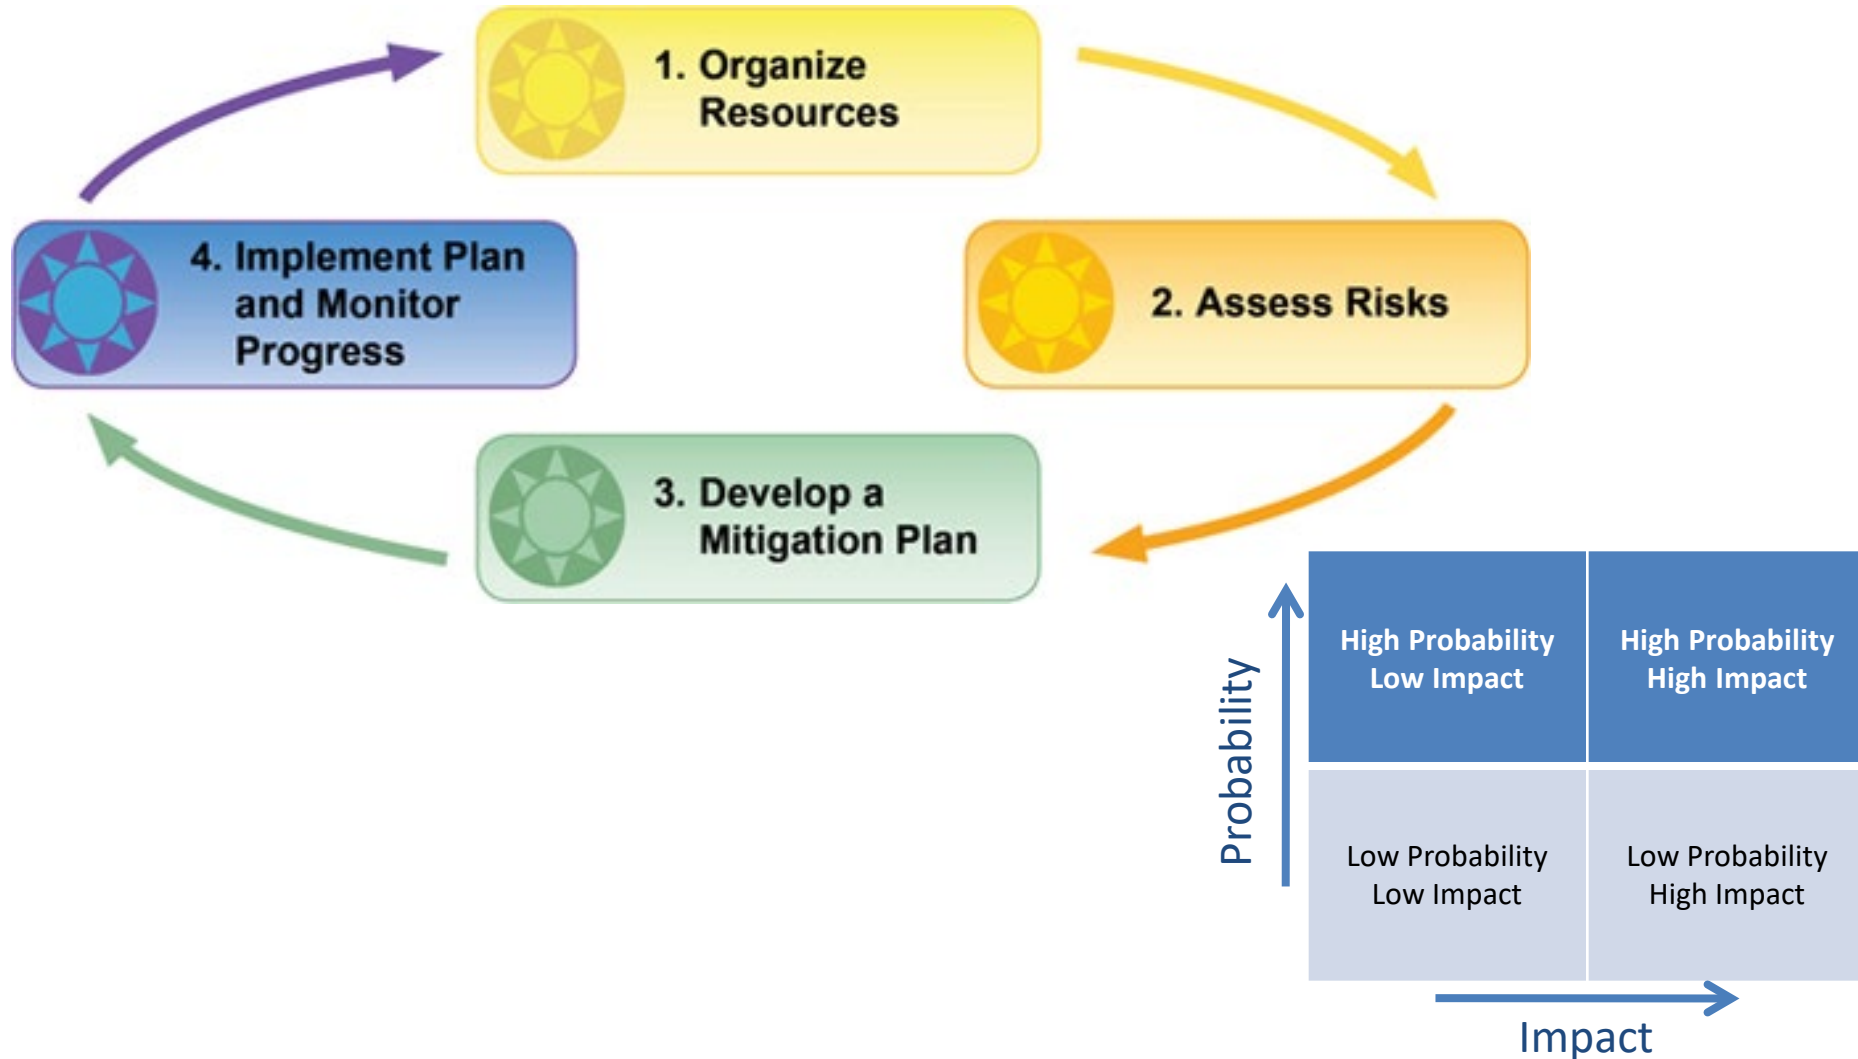 1. Organize
Resources
2. Assess Risks
3. Develop a
Mitigation Plan
4. Implement Plan
and Monitor
Progress
Probability
High Probability
Low Impact
High Probability
High Impact
Low Probability
Low Impact
Low Probability
High Impact
Impact